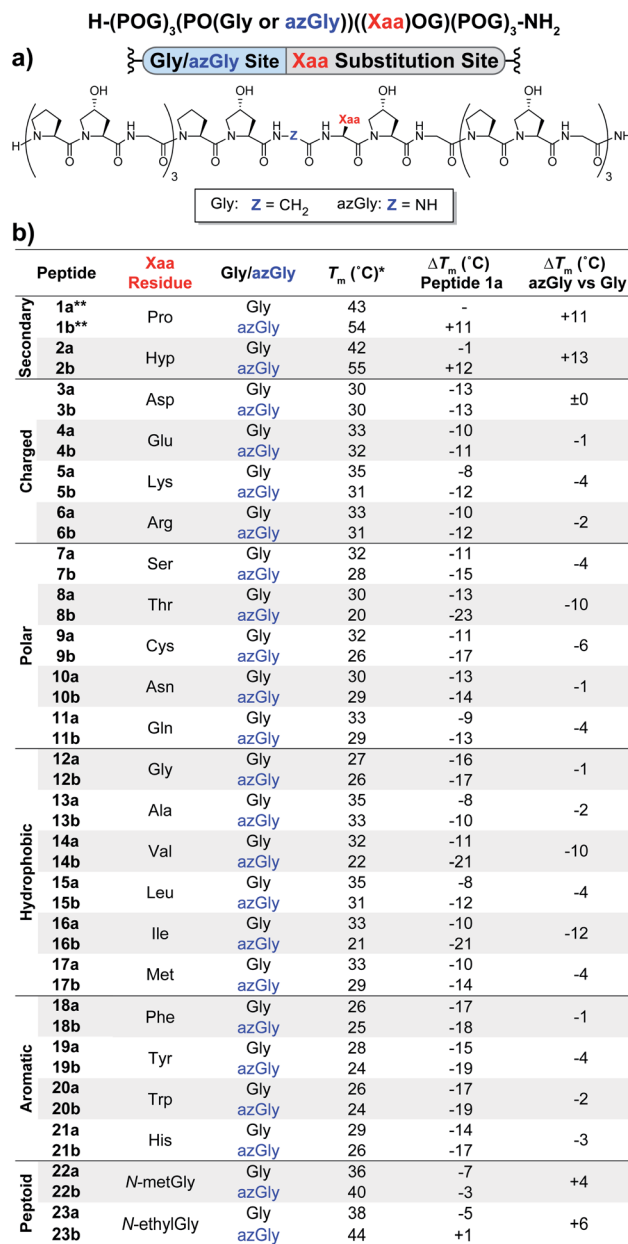 H-(POG)3(PO(Gly or azGly))((Xaa)OG)(POG)3-NH2
a)
Gly/azGly Site Xaa Substitution Site
OH OH OH OH
H N N O O H N O 3 N N O O H N Z O H N Xaa O N O H N O N N O O H N O 3 NH
Gly: Z = CH2 azGly: Z = NH
b)
Peptide Xaa Residue Gly/azGly Tm (˚C)* ΔTm (˚C) Peptide 1a ΔTm (˚C) azGly vs Gly
Secondary
1a** Pro Gly 43 - +11
1b** azGly 54 +11
2a Hyp Gly 42 -1 +13
2b azGly 55 +12
Charged
3a Asp Gly 30 -13 ±0
3b azGly 30 -13
4a Glu Gly 33 -10 -1
4b azGly 32 -11
5a Lys Gly 35 -8 -4
5b azGly 31 -12
6a Arg Gly 33 -10 -2
6b azGly 31 -12
Polar
7a Ser Gly 32 -11 -4
7b azGly 28 -15
8a Thr Gly 30 -13 -10
8b azGly 20 -23
9a Cys Gly 32 -11 -6
9b azGly 26 -17
10a Asn Gly 30 -13 -1
10b azGly 29 -14
11a Gln Gly 33 -9 -4
11b azGly 29 -13
Hydrophobic
12a Gly Gly 27 -16 -1
12b azGly 26 -17
13a Ala Gly 35 -8 -2
13b azGly 33 -10
14a Val Gly 32 -11 -10
14b azGly 22 -21
15a Leu Gly 35 -8 -4
15b azGly 31 -12
16a Ile Gly 33 -10 -12
16b azGly 21 -21
17a Met Gly 33 -10 -4
17b azGly 29 -14
Aromatic
18a Phe Gly 26 -17 -1
18b azGly 25 -18
19a Tyr Gly 28 -15 -4
19b azGly 24 -19
20a Trp Gly 26 -17 -2
20b azGly 24 -19
21a His Gly 29 -14 -3
21b azGly 26 -17
Peptoid
22a N-metGly Gly 36 -7 +4
22b azGly 40 -3
23a N-ethylGly Gly 38 -5 +6
23b azGly 44 +1